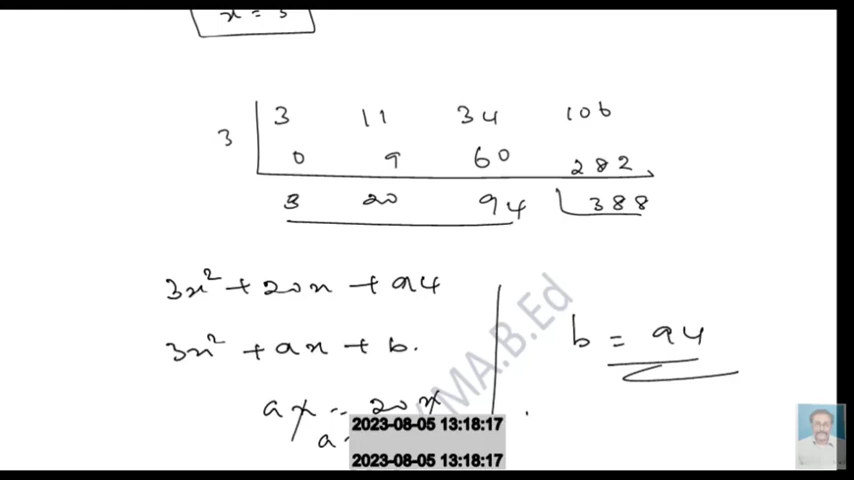 x = 3
3 3 11 34 106
0 9 60 282
3 20 94 388
3x² + 20x + 94
3x² + ax + b.
b = 94
ax = 20x
a
MA.B.Ed
2023-08-05 13:18:17
2023-08-05 13:18:17